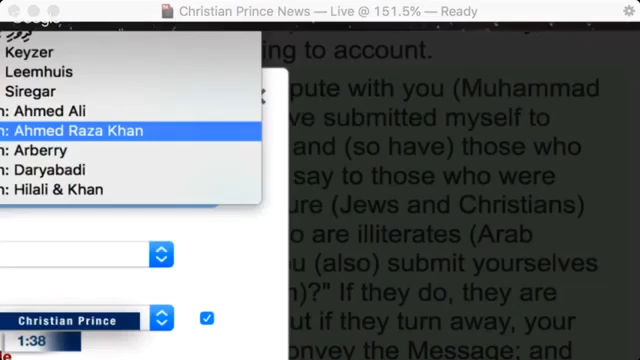 Christian Prince News — Live @ 151.5% — Ready
Keyzer
Leemhuis
Siregar
n: Ahmed Ali
n: Ahmed Raza Khan
n: Arberry
n: Daryabadi
n: Hilali & Khan
ng to account.
pute with you (Muhammad
ve submitted myself to
and (so have) those who
say to those who were
ure (Jews and Christians)
o are illiterates (Arab
u (also) submit yourselves
n)?" If they do, they are
ut if they turn away, your
nvey the Message; and
Christian Prince
1:38